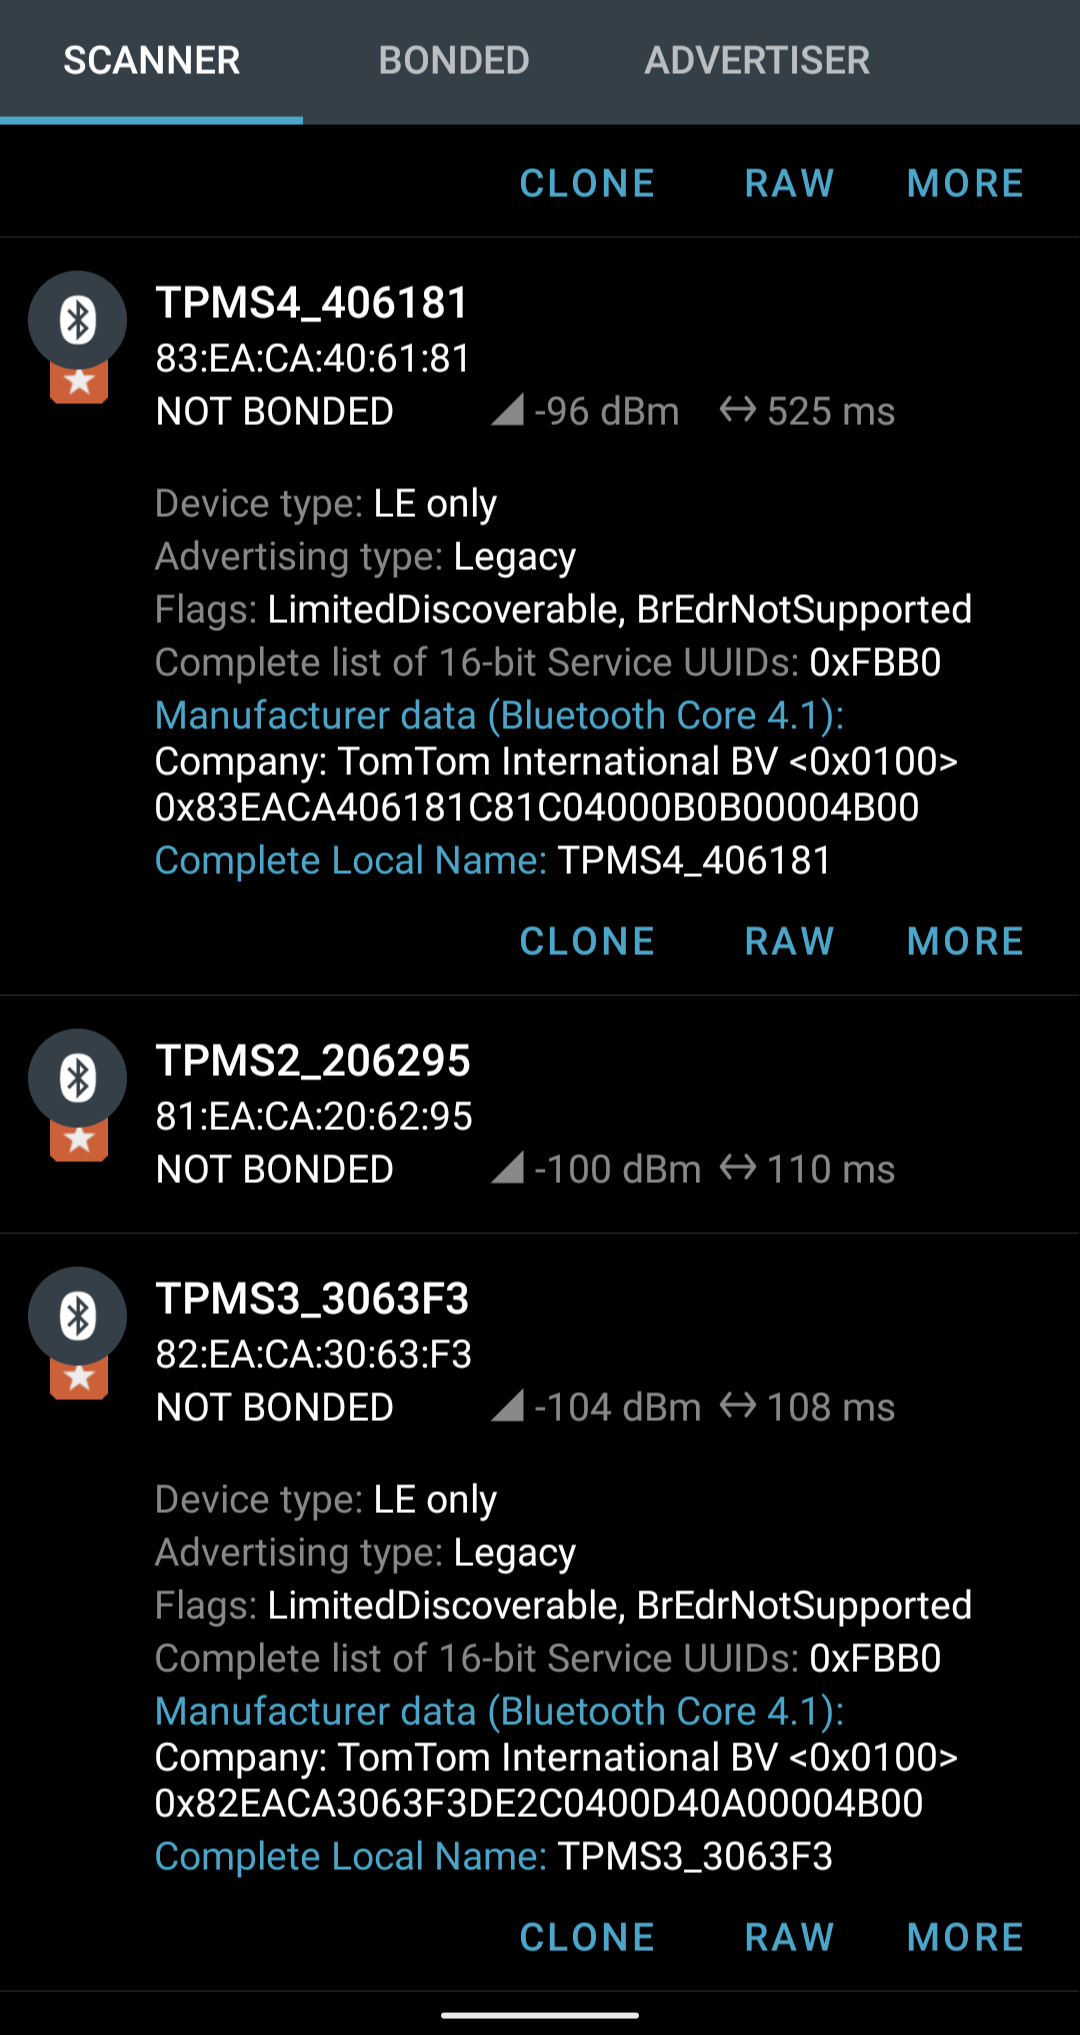 SCANNER BONDED ADVERTISER
CLONE RAW MORE
TPMS4_406181
83:EA:CA:40:61:81
NOT BONDED -96 dBm 525 ms
Device type: LE only
Advertising type: Legacy
Flags: LimitedDiscoverable, BrEdrNotSupported
Complete list of 16-bit Service UUIDs: 0xFBB0
Manufacturer data (Bluetooth Core 4.1):
Company: TomTom International BV <0x0100>
0x83EACA406181C81C04000B0B00004B00
Complete Local Name: TPMS4_406181
CLONE RAW MORE
TPMS2_206295
81:EA:CA:20:62:95
NOT BONDED -100 dBm 110 ms
TPMS3_3063F3
82:EA:CA:30:63:F3
NOT BONDED -104 dBm 108 ms
Device type: LE only
Advertising type: Legacy
Flags: LimitedDiscoverable, BrEdrNotSupported
Complete list of 16-bit Service UUIDs: 0xFBB0
Manufacturer data (Bluetooth Core 4.1):
Company: TomTom International BV <0x0100>
0x82EACA3063F3DE2C0400D40A00004B00
Complete Local Name: TPMS3_3063F3
CLONE RAW MORE